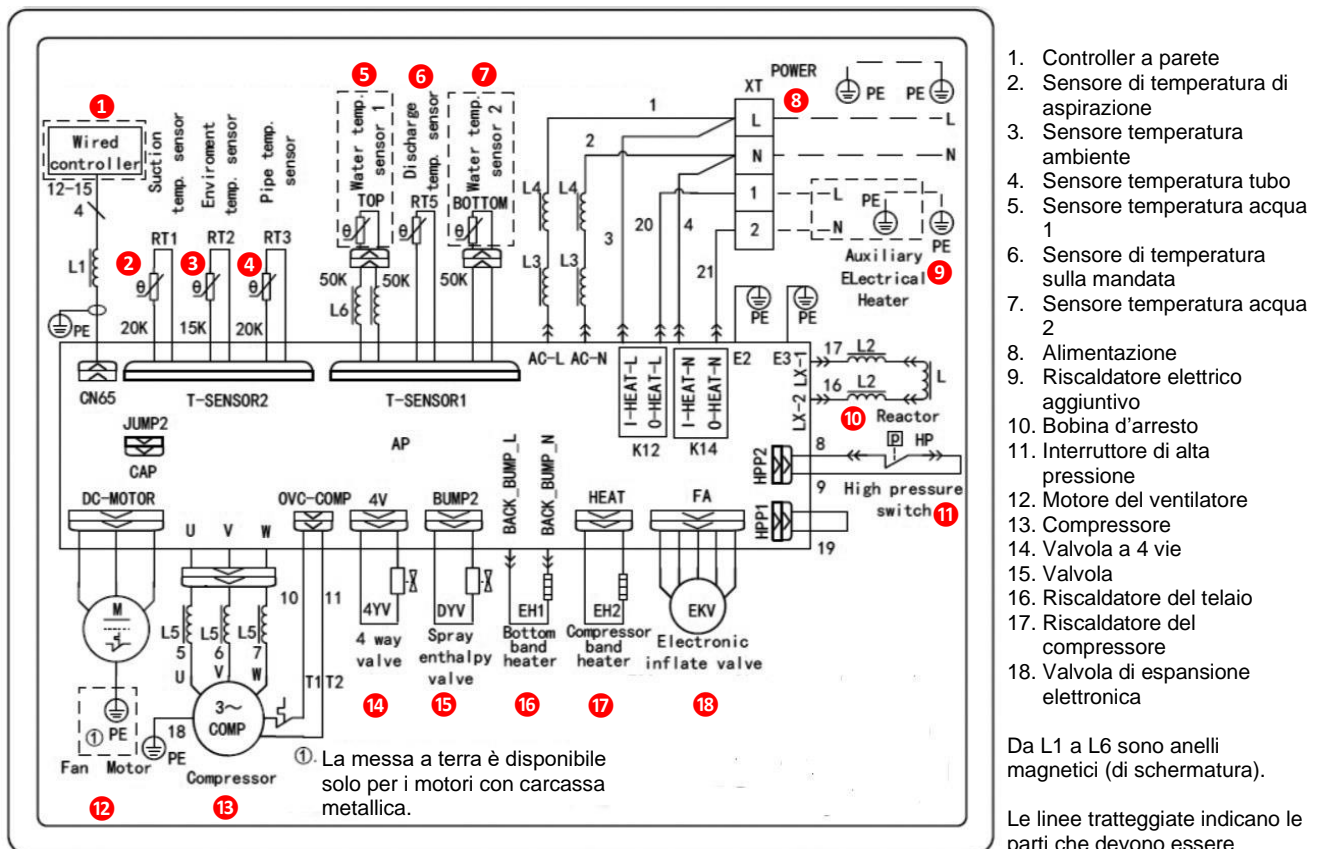 POWER
XT
PE
PE
L
L
N
N
1
2
1
2
3
20
4
21
L
N
PE
PE
Auxiliary
ELectrical
Heater
1
2
3
4
5
6
7
8
9
Wired
controller
12-15
4
L1
PE
CN65
Suction
temp. sensor
Enviroment
temp. sensor
Pipe temp.
sensor
RT1
RT2
RT3
θ
θ
θ
20K
15K
20K
Water temp.
sensor 1
TOP
θ
Discharge
temp. sensor
RT5
θ
Water temp.
sensor 2
BOTTOM
θ
50K
50K
50K
L6
L4
L4
L3
L3
AC-L AC-N
PE
PE
E2
E3
T-SENSOR2
T-SENSOR1
I-HEAT-L
O-HEAT-L
I-HEAT-N
O-HEAT-N
K12
K14
LX-2 LX-1
17
L2
16
L2
L
10
Reactor
JUMP2
CAP
AP
HPP2
8
P
HP
9
High pressure
switch
11
HPP1
19
DC-MOTOR
U
V
W
OVC-COMP
4V
BUMP2
BACK_BUMP_L
BACK_BUMP_N
HEAT
FA
10
11
M
L5
L5
L5
5
6
7
U
V
W
T1
T2
3~
COMP
18
PE
① PE
Fan Motor
Compressor
4YV
4 way
valve
DYV
Spray
enthalpy
valve
EH1
Bottom
band
heater
EH2
Compressor
band
heater
EKV
Electronic
inflate valve
12
13
14
15
16
17
18
①. La messa a terra è disponibile
solo per i motori con carcassa
metallica.
1. Controller a parete
2. Sensore di temperatura di
aspirazione
3. Sensore temperatura
ambiente
4. Sensore temperatura tubo
5. Sensore temperatura acqua
1
6. Sensore di temperatura
sulla mandata
7. Sensore temperatura acqua
2
8. Alimentazione
9. Riscaldatore elettrico
aggiuntivo
10. Bobina d’arresto
11. Interruttore di alta
pressione
12. Motore del ventilatore
13. Compressore
14. Valvola a 4 vie
15. Valvola
16. Riscaldatore del telaio
17. Riscaldatore del
compressore
18. Valvola di espansione
elettronica
Da L1 a L6 sono anelli
magnetici (di schermatura).
Le linee tratteggiate indicano le
parti che devono essere